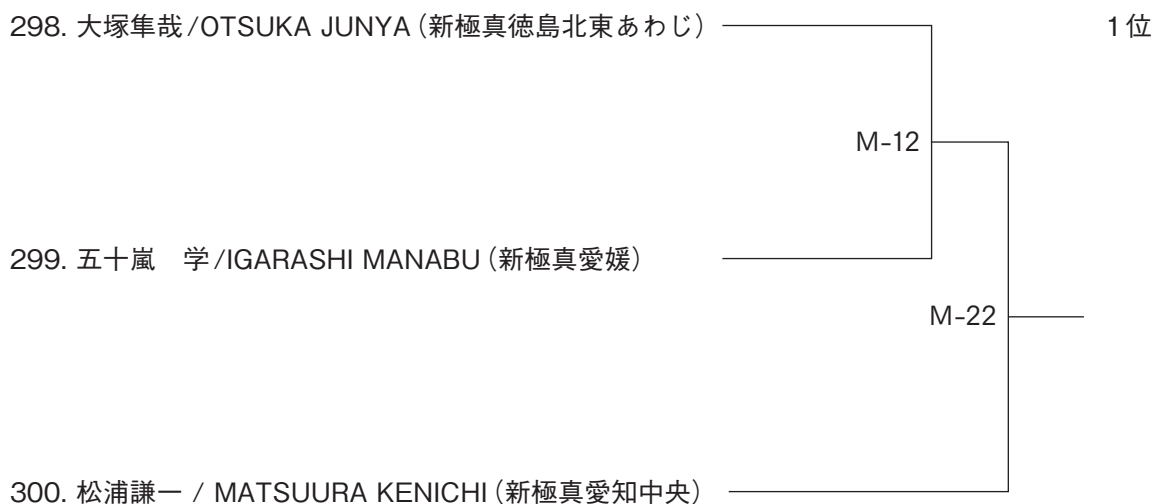 298. 大塚隼哉/OTSUKA JUNYA（新極真徳島北東あわじ）
1位
M-12
299. 五十嵐　学/IGARASHI MANABU（新極真愛媛）
M-22
300. 松浦謙一 / MATSUURA KENICHI（新極真愛知中央）